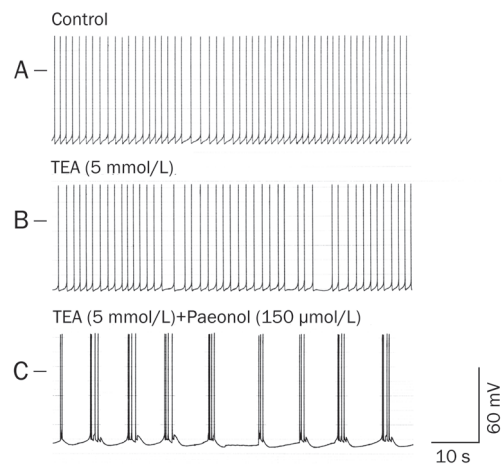 Control
A
TEA (5 mmol/L)
B
TEA (5 mmol/L)+Paeonol (150 µmol/L)
C
60 mV
10 s